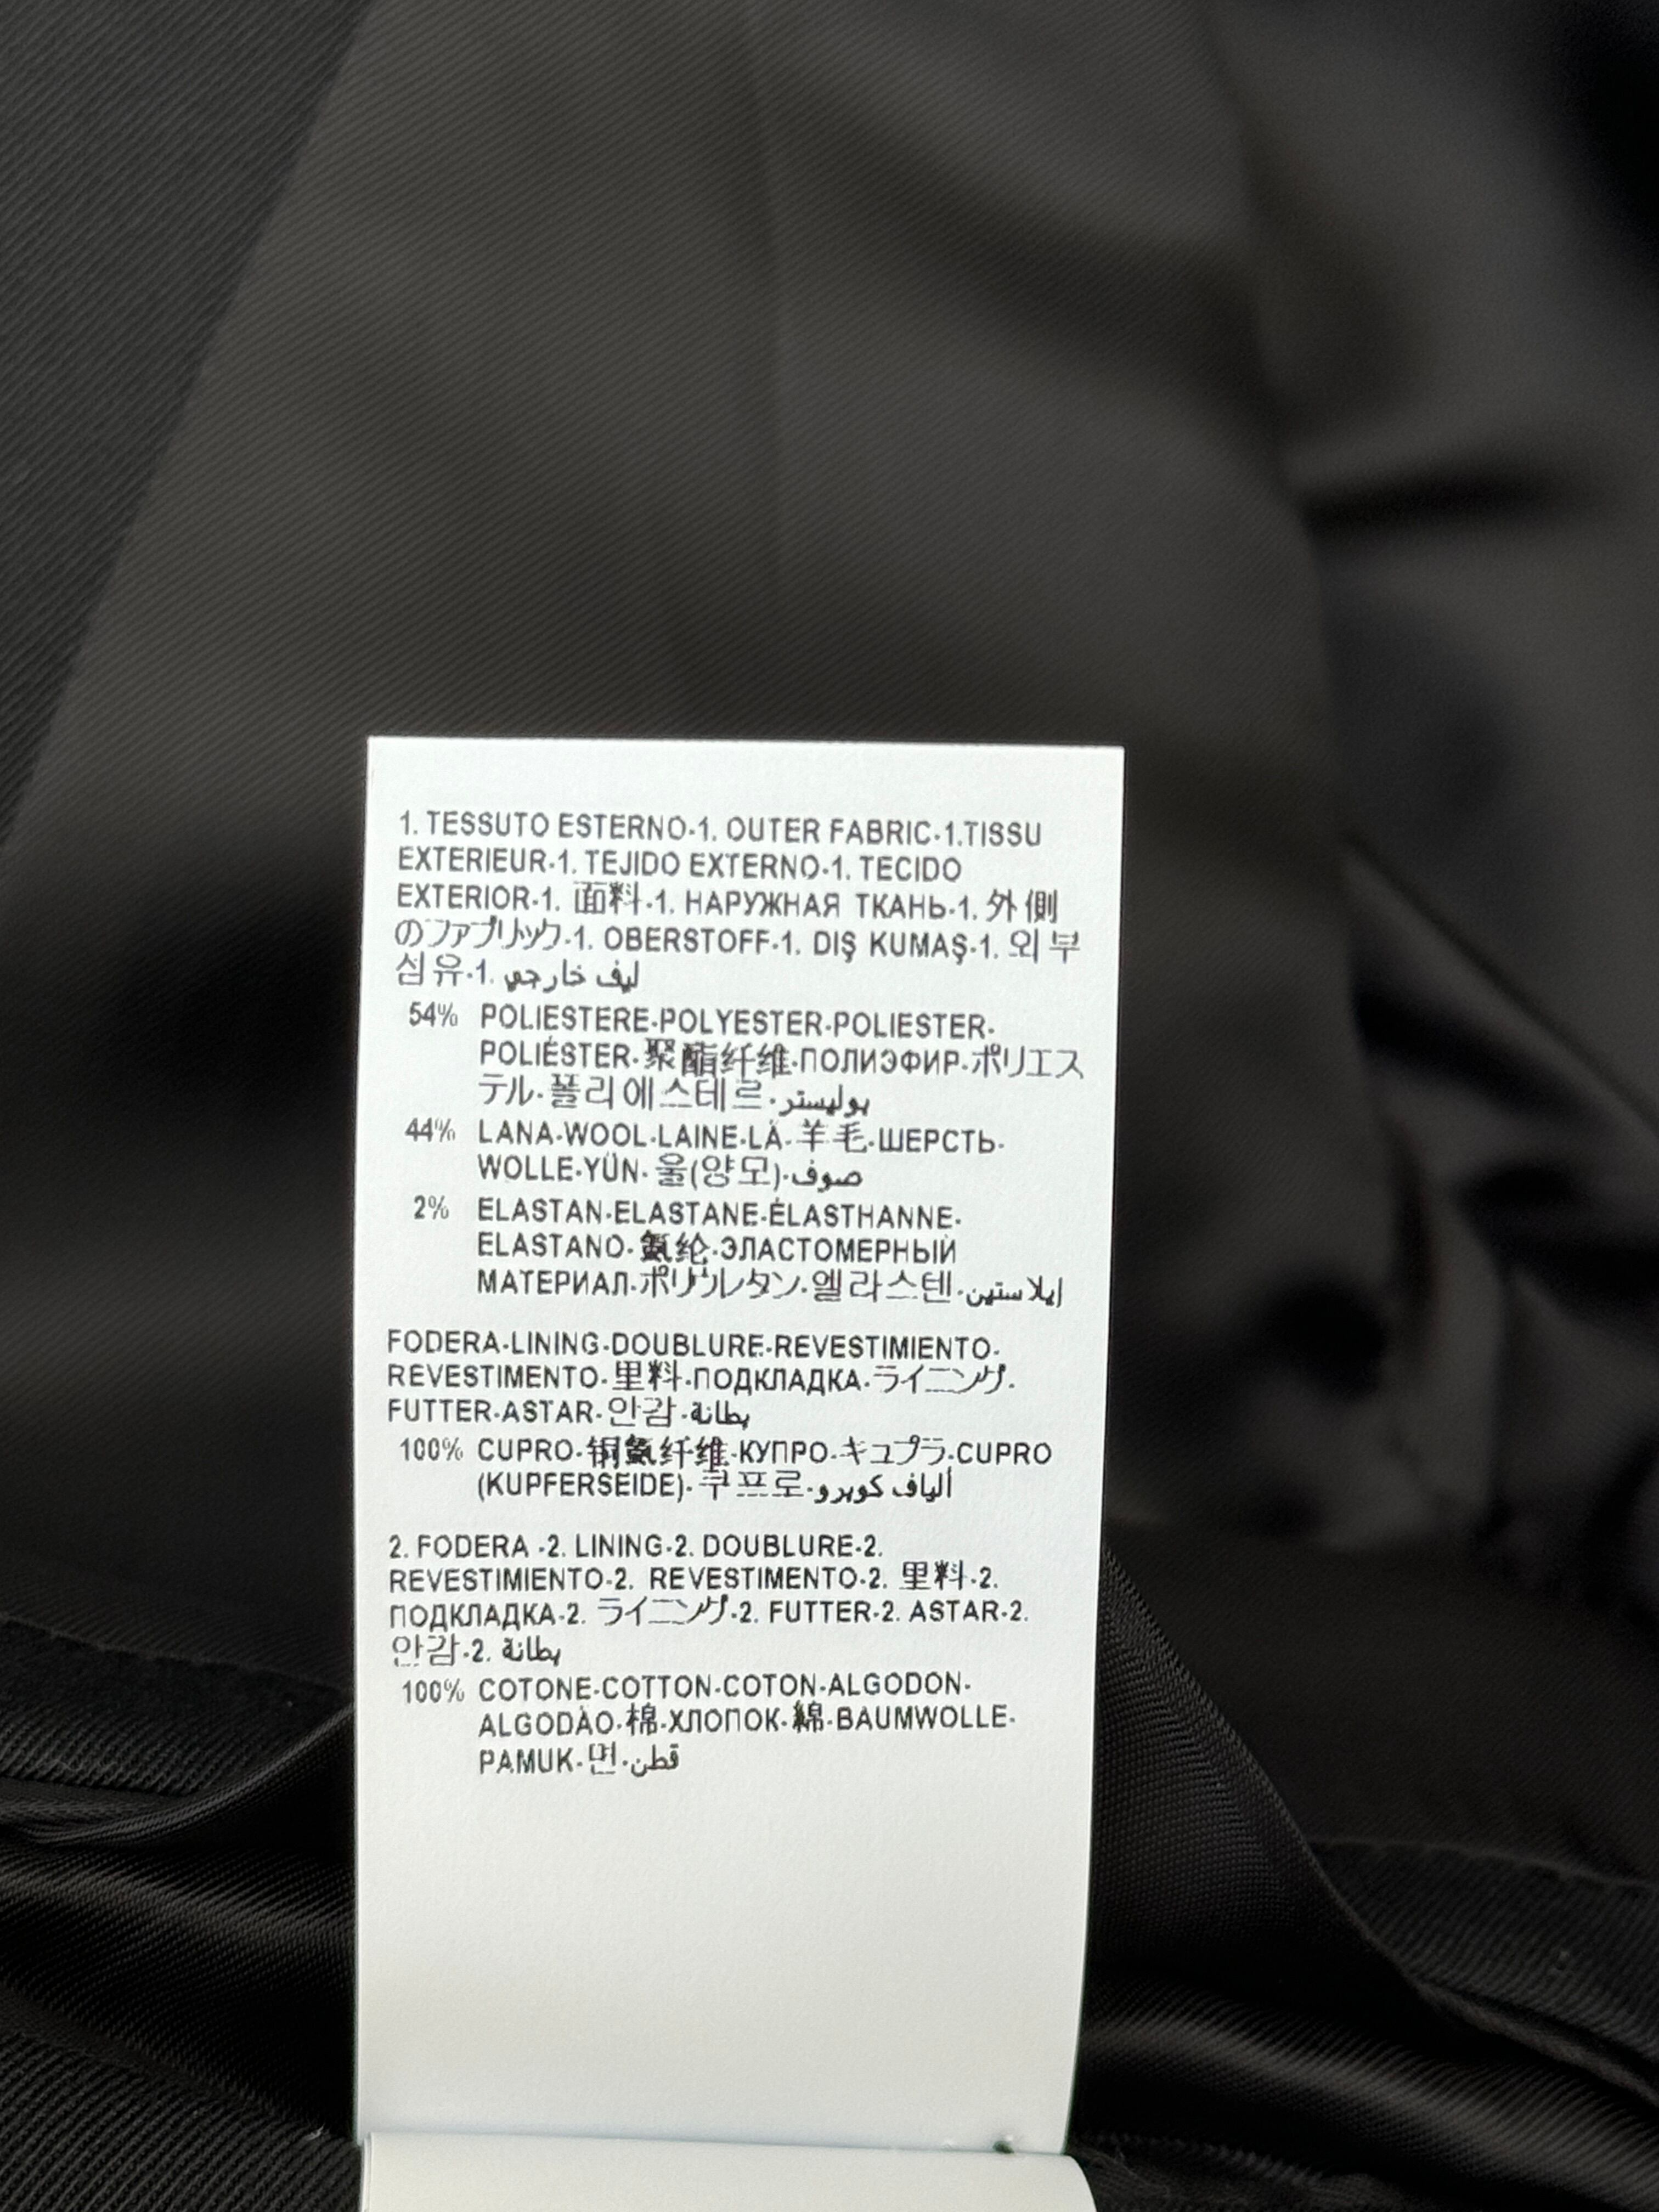 1. TESSUTO ESTERNO-1. OUTER FABRIC-1.TISSU
EXTERIEUR-1. TEJIDO EXTERNO-1. TECIDO
EXTERIOR-1. 面料-1. НАРУЖНАЯ ТКАНЬ-1. 外側
のファブリック-1. OBERSTOFF-1. DIŞ KUMAŞ-1. 외부
섬유-1. ليف خارجي
54% POLIESTERE-POLYESTER-POLIESTER-
POLIÉSTER-聚酯纤维-ПОЛИЭФИР-ポリエス
テル-폴리에스테르-بوليستر
44% LANA-WOOL-LAINE-LÃ-羊毛-ШЕРСТЬ-
WOLLE-YÜN-울(양모)-صوف
2% ELASTAN-ELASTANE-ÉLASTHANNE-
ELASTANO-氨纶-ЭЛАСТОМЕРНЫЙ
МАТЕРИАЛ-ポリウレタン-엘라스텐-إيلاستين
FODERA-LINING-DOUBLURE-REVESTIMIENTO-
REVESTIMENTO-里料-ПОДКЛАДКА-ライニング-
FUTTER-ASTAR-안감-بطانة
100% CUPRO-铜氨纤维-КУПРО-キュプラ-CUPRO
(KUPFERSEIDE)-쿠프로-ألياف كوبرو
2. FODERA -2. LINING-2. DOUBLURE-2.
REVESTIMIENTO-2. REVESTIMENTO-2. 里料-2.
ПОДКЛАДКА-2. ライニング-2. FUTTER-2. ASTAR-2.
안감-2. بطانة
100% COTONE-COTTON-COTON-ALGODON-
ALGODÃO-棉-ХЛОПОК-綿-BAUMWOLLE-
PAMUK-면-قطن